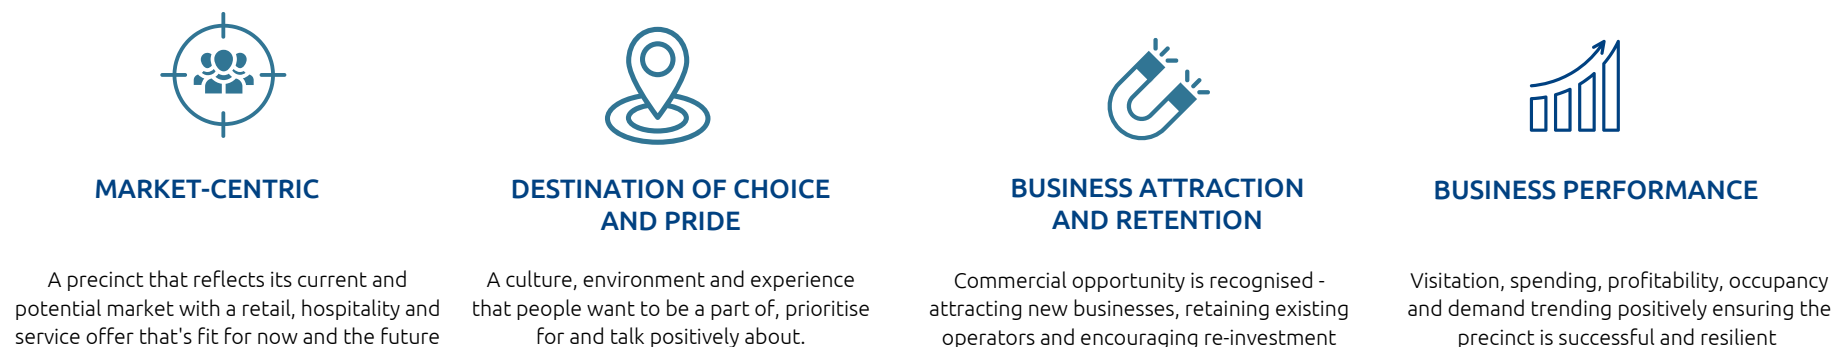 MARKET-CENTRIC
A precinct that reflects its current and
potential market with a retail, hospitality and
service offer that's fit for now and the future
DESTINATION OF CHOICE
AND PRIDE
A culture, environment and experience
that people want to be a part of, prioritise
for and talk positively about.
BUSINESS ATTRACTION
AND RETENTION
Commercial opportunity is recognised -
attracting new businesses, retaining existing
operators and encouraging re-investment
BUSINESS PERFORMANCE
Visitation, spending, profitability, occupancy
and demand trending positively ensuring the
precinct is successful and resilient